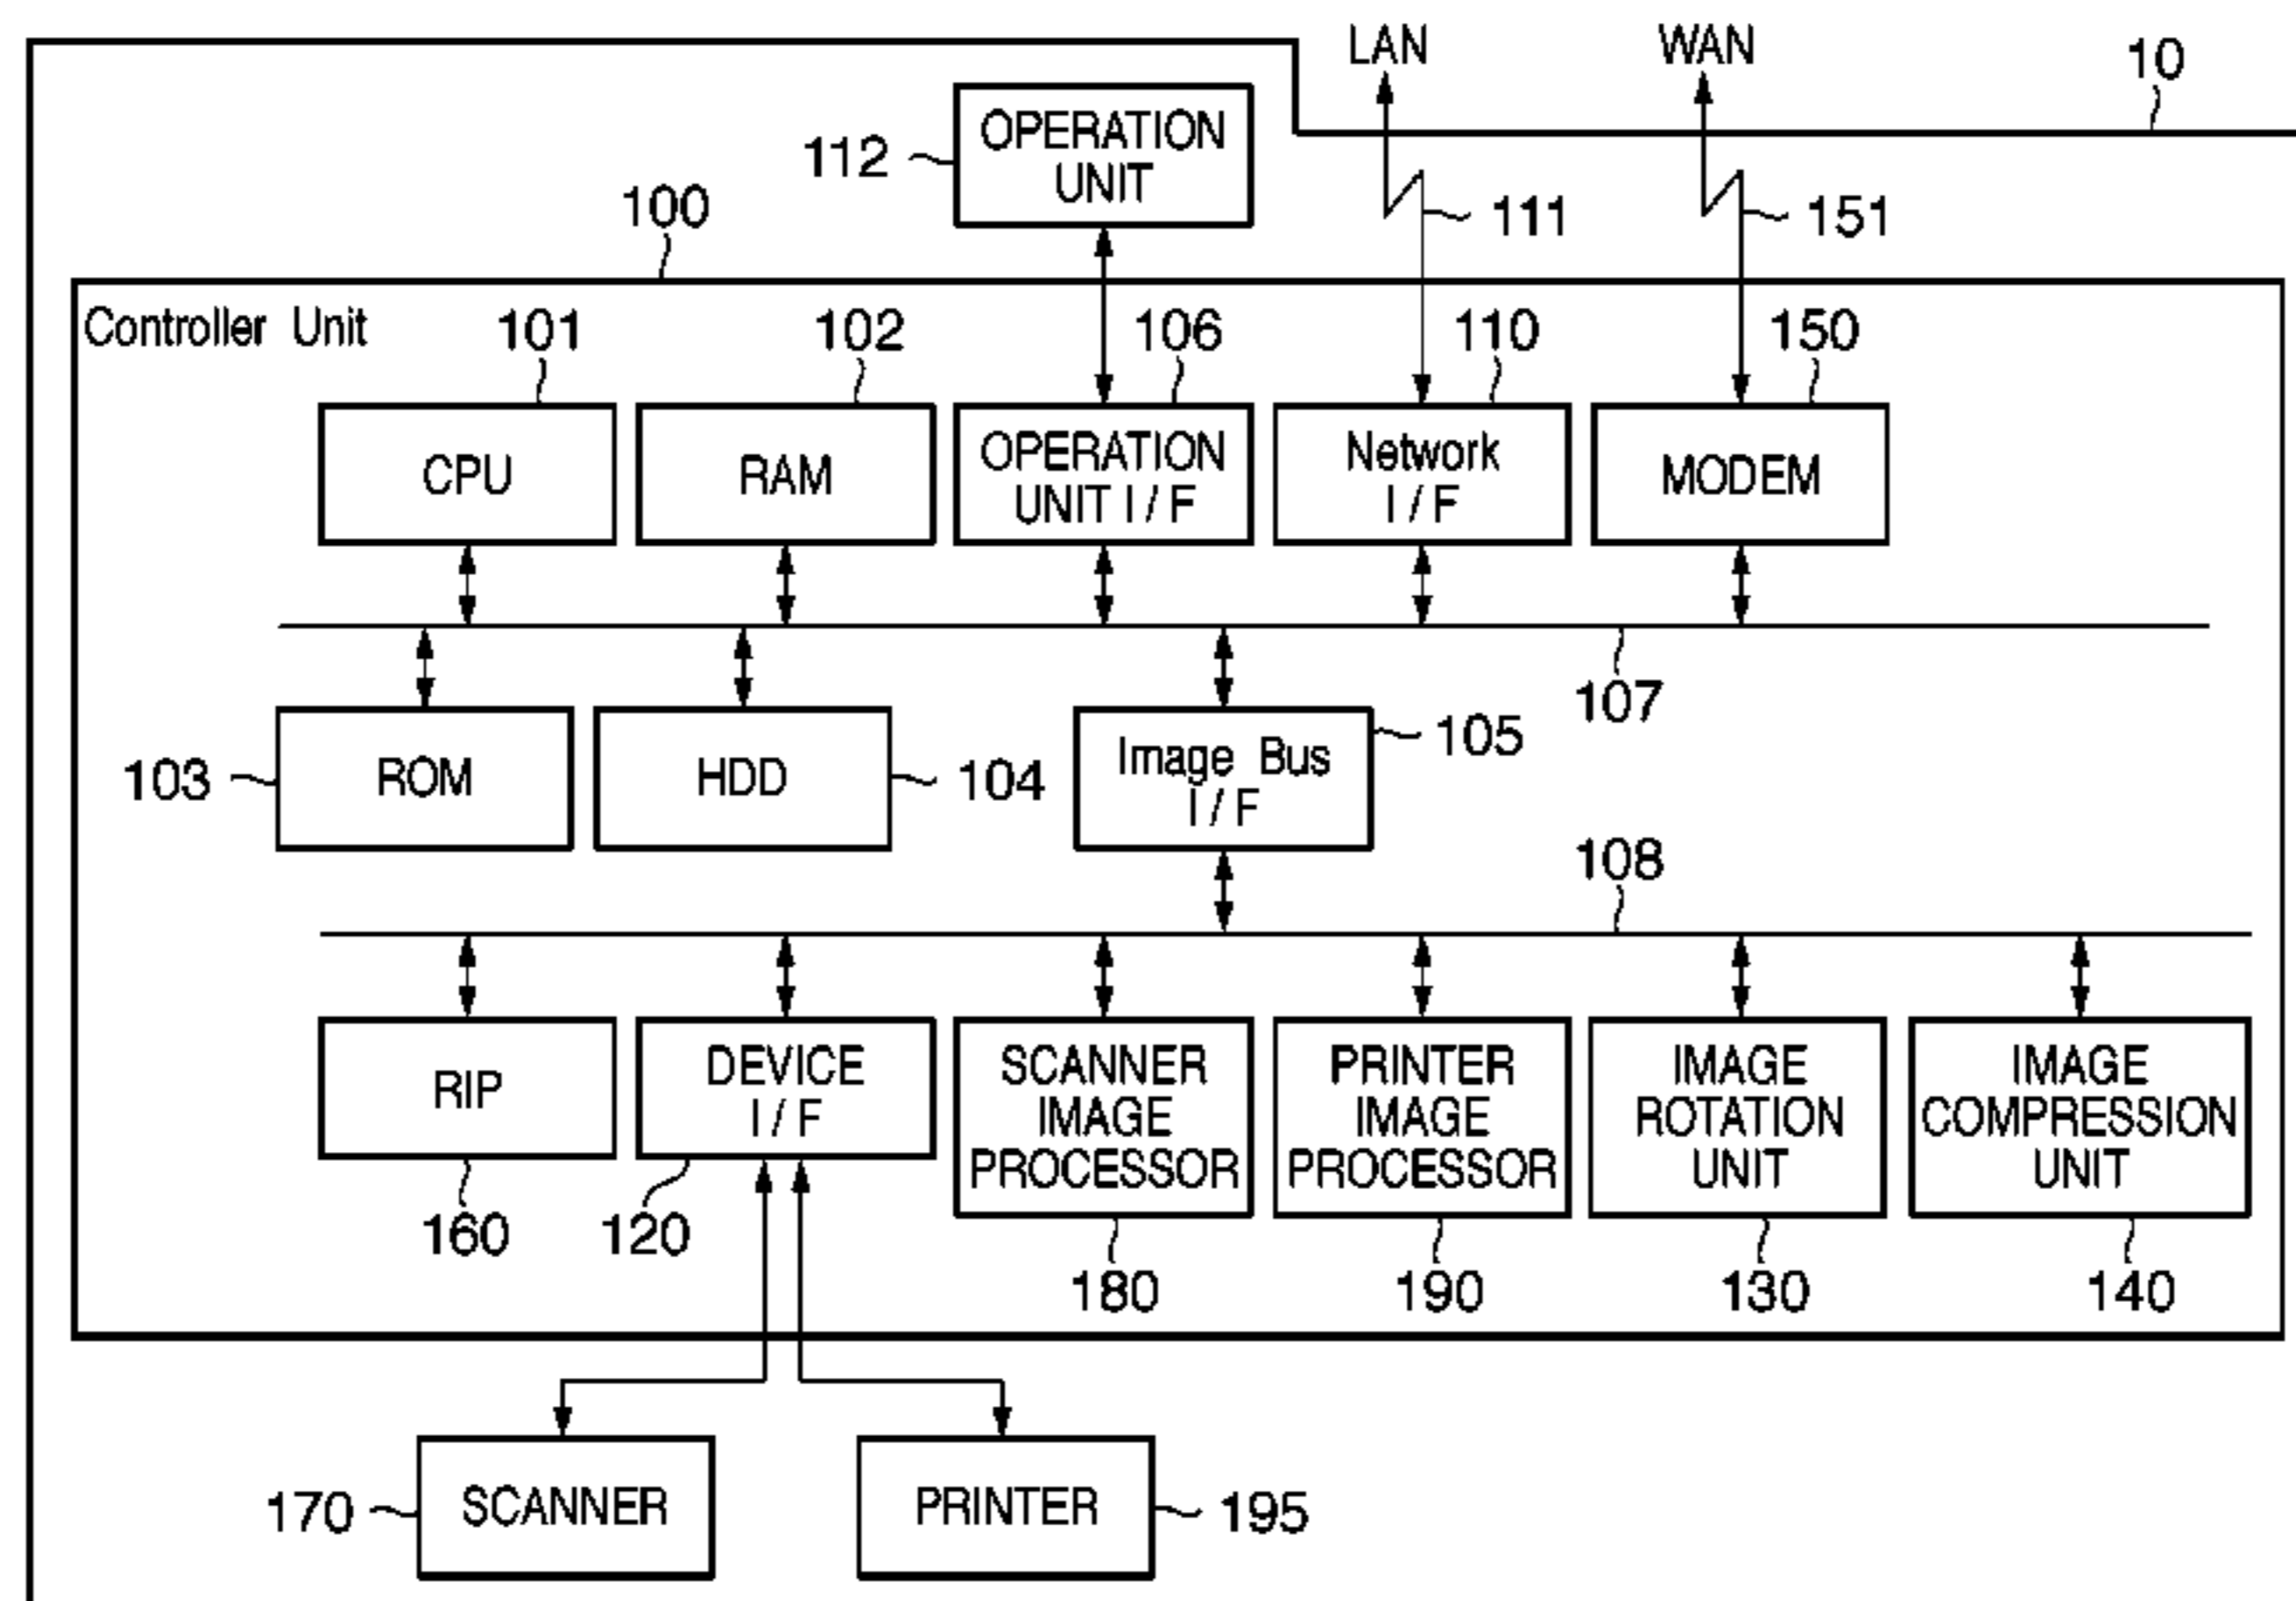 LAN
WAN
10
OPERATION
UNIT
112
111
151
100
Controller Unit
101
102
106
110
150
CPU
RAM
OPERATION
UNIT I / F
Network
I / F
MODEM
107
103
ROM
HDD
104
Image Bus
I / F
105
108
RIP
DEVICE
I / F
SCANNER
IMAGE
PROCESSOR
PRINTER
IMAGE
PROCESSOR
IMAGE
ROTATION
UNIT
IMAGE
COMPRESSION
UNIT
160
120
180
190
130
140
170
SCANNER
PRINTER
195